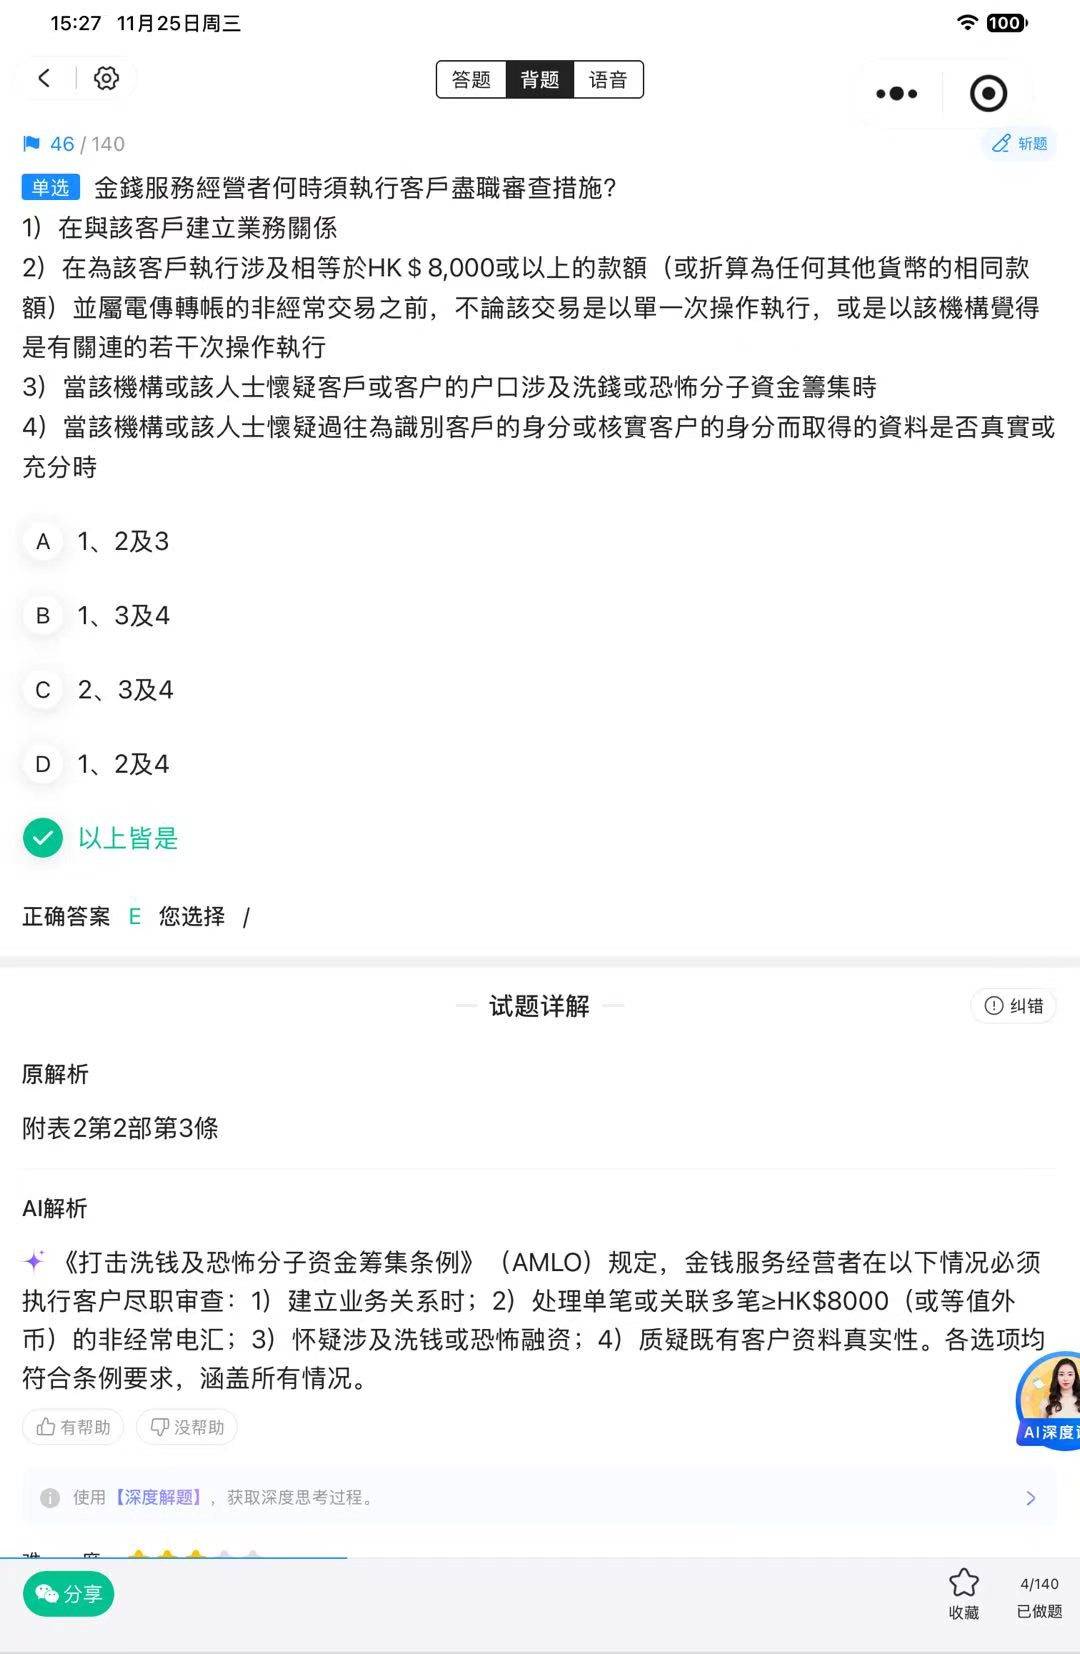 15:27 11月25日周三
100
答题 背题 语音
46 / 140
斩题
单选 金錢服務經營者何時須執行客戶盡職審查措施?
1）在與該客戶建立業務關係
2）在為該客戶執行涉及相等於HK＄8,000或以上的款額（或折算為任何其他貨幣的相同款
額）並屬電傳轉帳的非經常交易之前，不論該交易是以單一次操作執行，或是以該機構覺得
是有關連的若干次操作執行
3）當該機構或該人士懷疑客戶或客户的户口涉及洗錢或恐怖分子資金籌集時
4）當該機構或該人士懷疑過往為識別客戶的身分或核實客户的身分而取得的資料是否真實或
充分時
A 1、2及3
B 1、3及4
C 2、3及4
D 1、2及4
以上皆是
正确答案 E 您选择 /
试题详解
纠错
原解析
附表2第2部第3條
AI解析
《打击洗钱及恐怖分子资金筹集条例》（AMLO）规定，金钱服务经营者在以下情况必须
执行客户尽职审查：1）建立业务关系时；2）处理单笔或关联多笔≥HK$8000（或等值外
币）的非经常电汇；3）怀疑涉及洗钱或恐怖融资；4）质疑既有客户资料真实性。各选项均
符合条例要求，涵盖所有情况。
有帮助 没帮助
AI深度
使用【深度解题】，获取深度思考过程。
分享
收藏
4/140
已做题